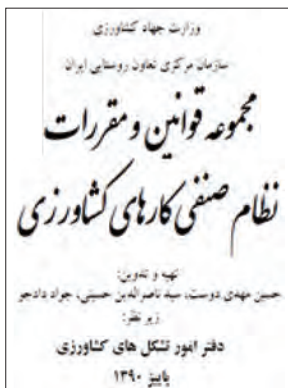 وزارت جهاد کشاورزی
سازمان مرکزی تعاون روستایی ایران
مجموعه قوانین و مقررات
نظام صنفی کارهای کشاورزی
تهیه و تدوین:
حسین مهدی دوست، سید ناصرالدین حسینی، جواد دادجو
زیر نظر:
دفتر امور تشکل های کشاورزی
پاییز ۱۳۹۰